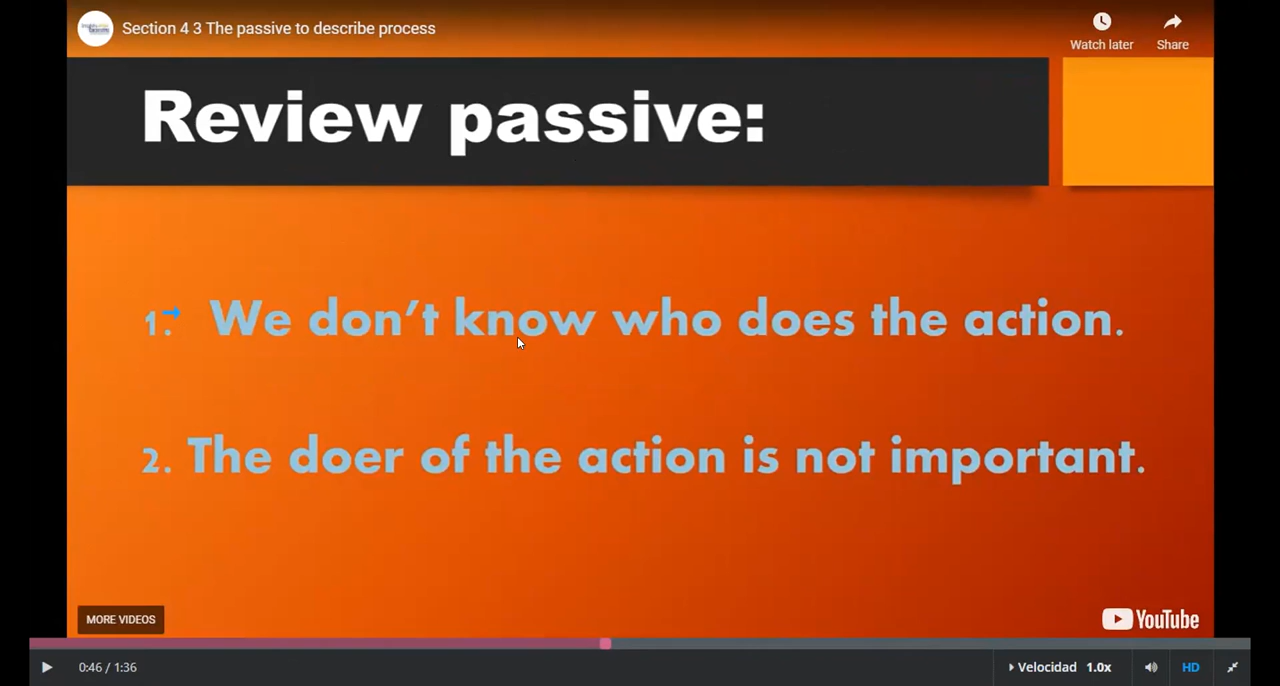 Section 4 3 The passive to describe process
Watch later
Share
Review passive:
1. We don't know who does the action.
2. The doer of the action is not important.
MORE VIDEOS
YouTube
0:46 / 1:36
Velocidad 1.0x
HD